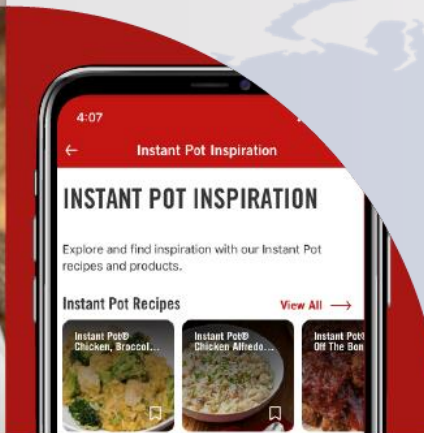 4:07
Instant Pot Inspiration
INSTANT POT INSPIRATION
Explore and find inspiration with our Instant Pot
recipes and products.
Instant Pot Recipes
View All
Instant Pot®
Chicken, Broccol...
Instant Pot®
Chicken Alfredo...
Instant Pot
Off The Bon